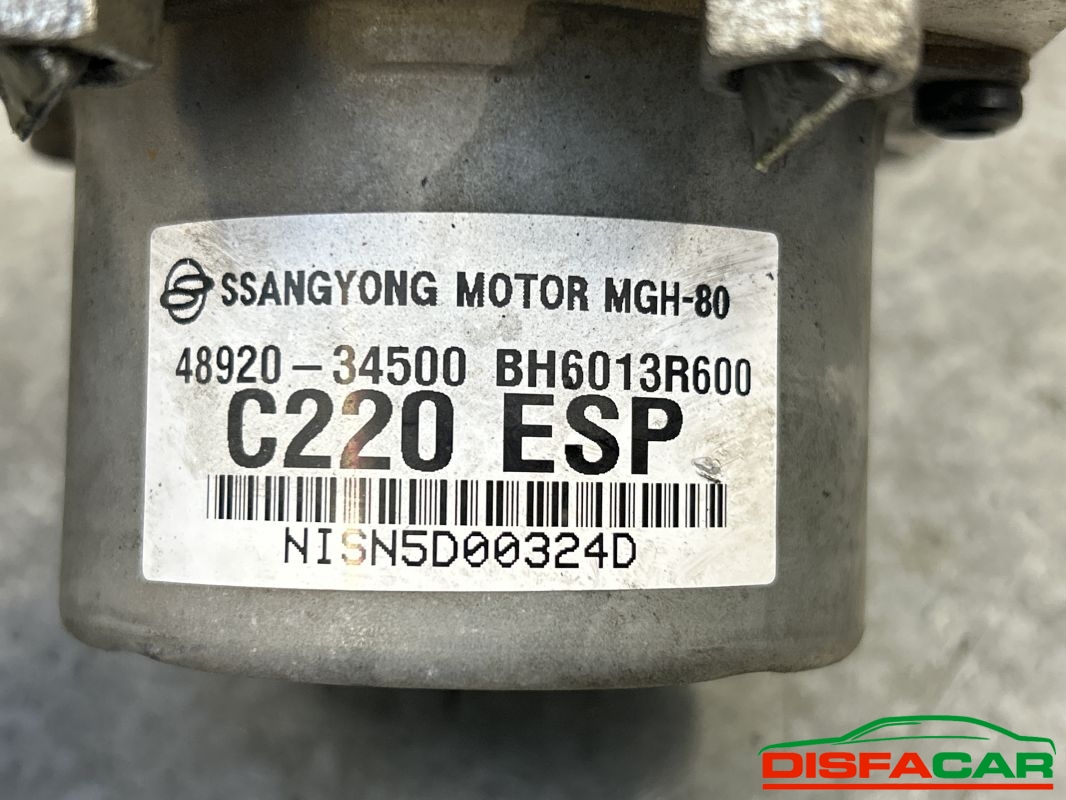 SSANGYONG MOTOR MGH-80
48920-34500 BH6013R600
C220 ESP
NISN5D00324D
DISFACAR